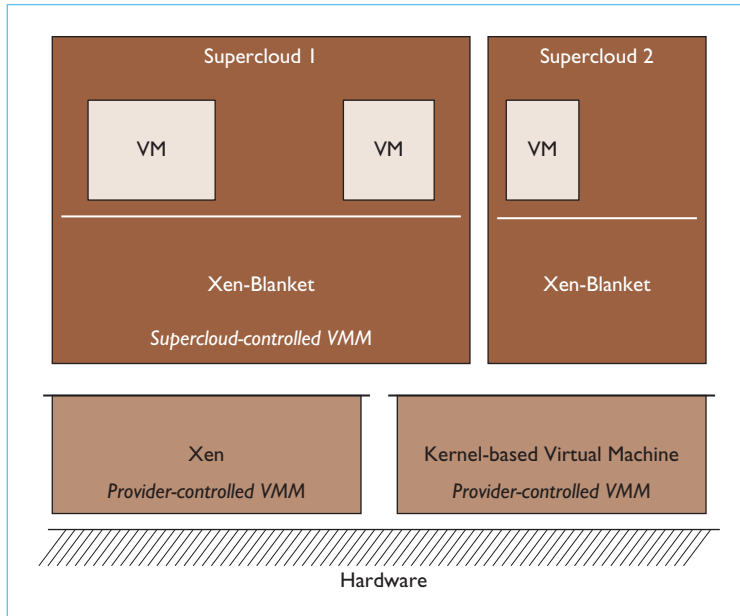 Supercloud 1
Supercloud 2
VM
VM
VM
Xen-Blanket
Xen-Blanket
Supercloud-controlled VMM
Xen
Kernel-based Virtual Machine
Provider-controlled VMM
Provider-controlled VMM
Hardware